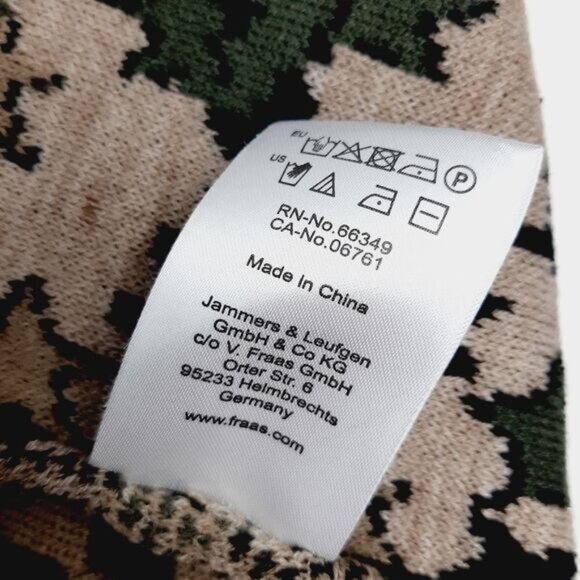 EU
P
US
RN-No.66349
CA-No.06761
Made in China
Jammers & Leufgen
GmbH & Co KG
c/o V. Fraas GmbH
Orter Str. 6
95233 Helmbrechts
Germany
www.fraas.com